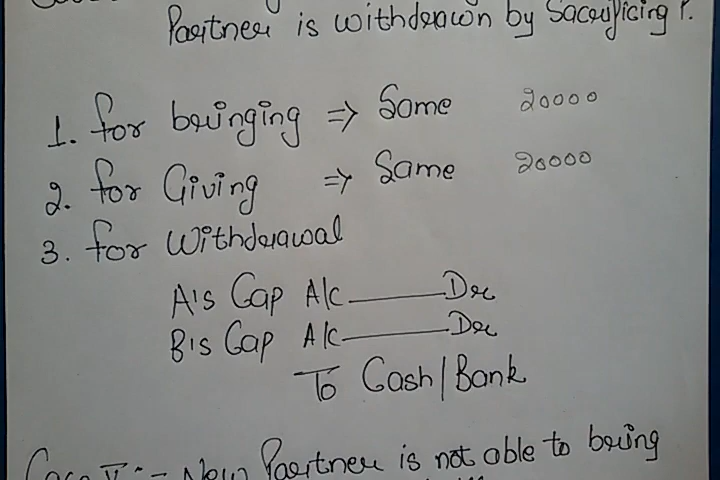 Partner is withdrawn by Sacrificing P.
1. for bringing => Same 20000
2. for Giving => Same 20000
3. for Withdrawal
A's Cap A/c ——— Dr
B's Cap A/c ——— Dr
To Cash/Bank
Case V :- New Partner is not able to bring